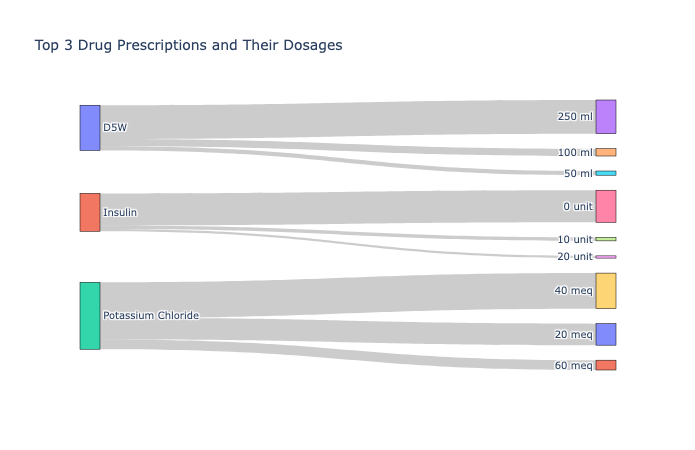 Top 3 Drug Prescriptions and Their Dosages
D5W
250 ml
100 ml
50 ml
Insulin
0 unit
10 unit
20 unit
Potassium Chloride
40 meq
20 meq
60 meq